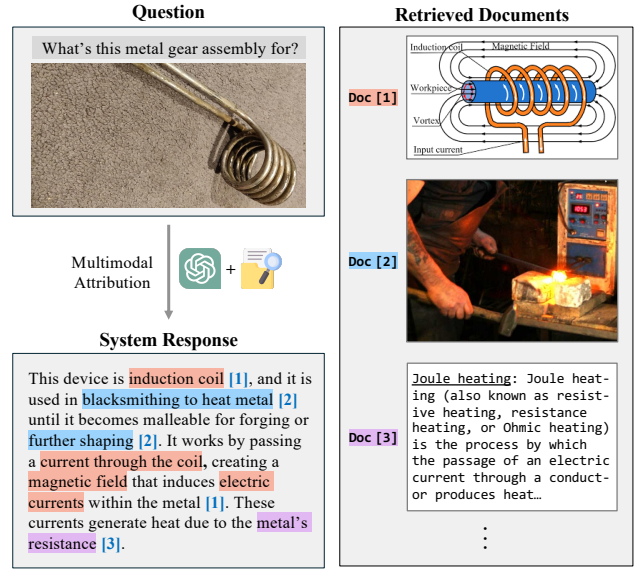 Question
What's this metal gear assembly for?
Multimodal
Attribution
+
System Response
This device is induction coil [1], and it is
used in blacksmithing to heat metal [2]
until it becomes malleable for forging or
further shaping [2]. It works by passing
a current through the coil, creating a
magnetic field that induces electric
currents within the metal [1]. These
currents generate heat due to the metal's
resistance [3].
Retrieved Documents
Doc [1]
Induction coil
Magnetic Field
Workpiece
Vortex
Input current
Doc [2]
Doc [3]
Joule heating: Joule heat-
ing (also known as resist-
ive heating, resistance
heating, or Ohmic heating)
is the process by which
the passage of an electric
current through a conduct-
or produces heat…